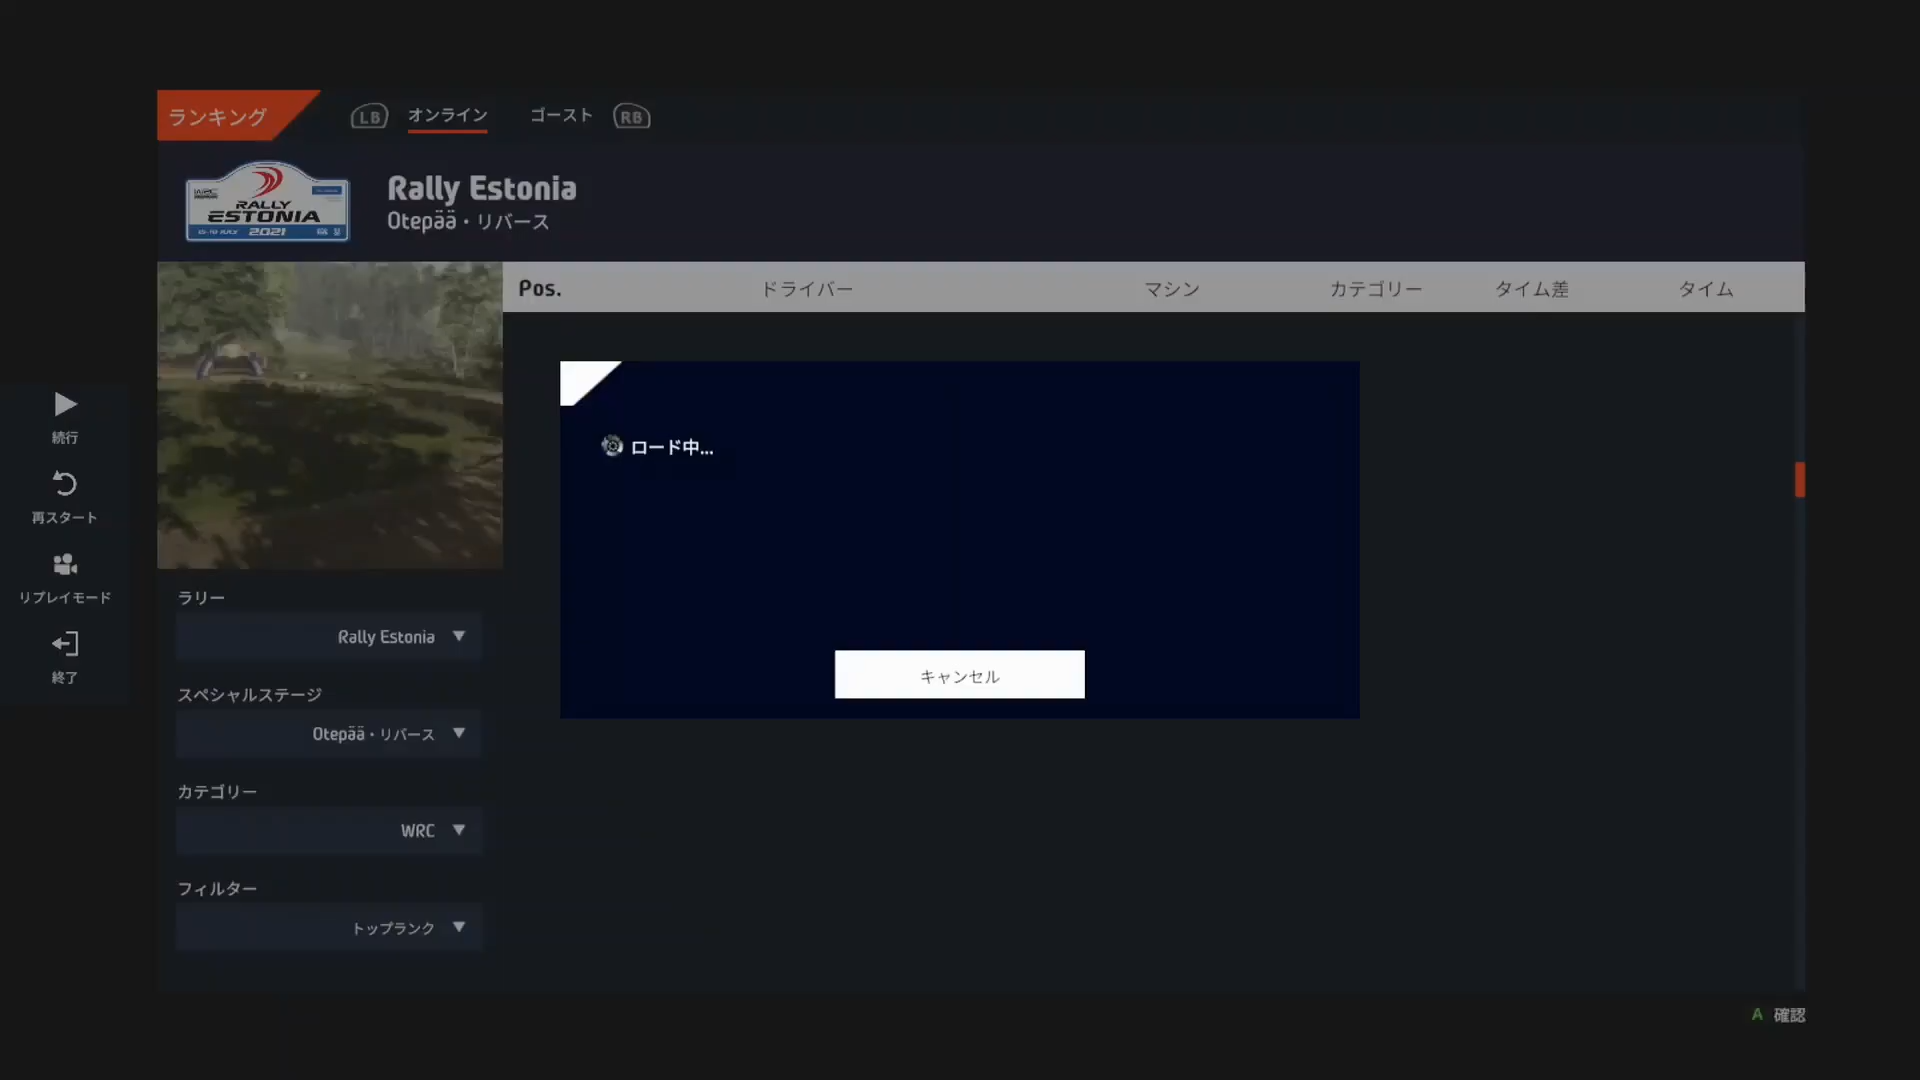 ランキング
LB オンライン ゴースト RB
RALLY
ESTONIA
2021
Rally Estonia
Otepää・リバース
Pos. ドライバー マシン カテゴリー タイム差 タイム
続行
再スタート
リプレイモード
終了
ロード中...
キャンセル
ラリー
Rally Estonia
スペシャルステージ
Otepää・リバース
カテゴリー
WRC
フィルター
トップランク
A 確認